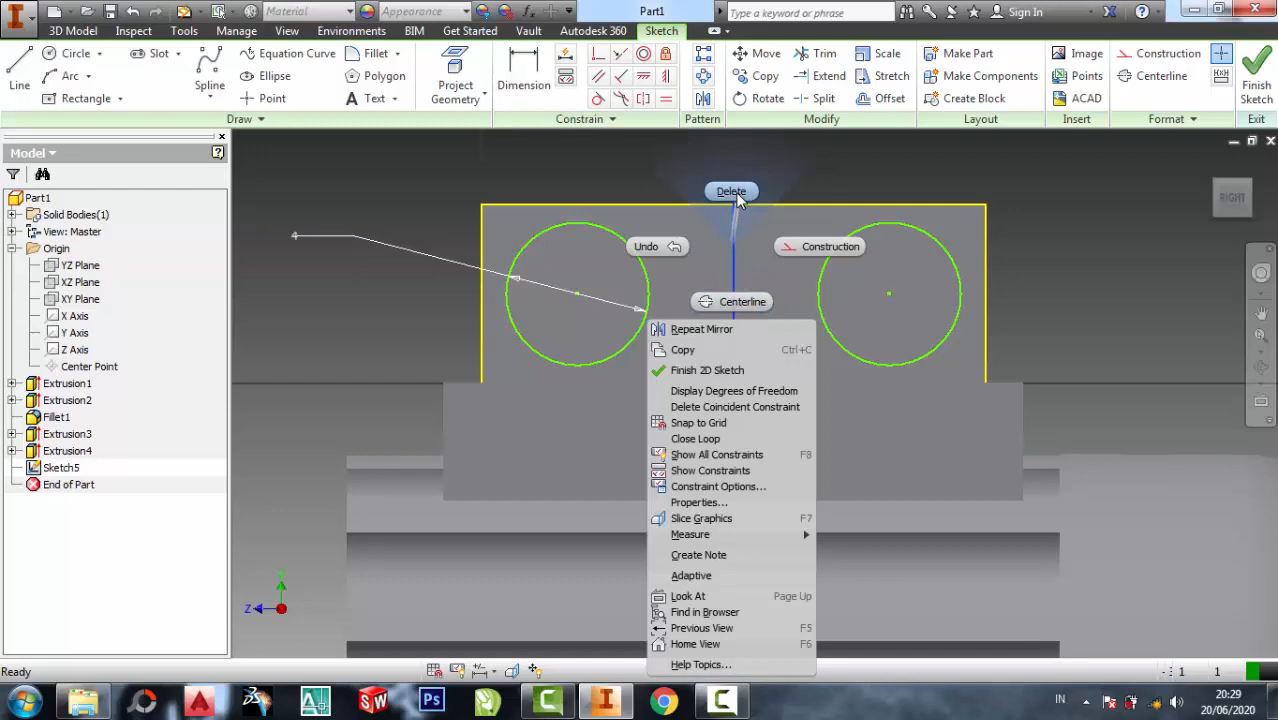 Material
Appearance
Part1
Type a keyword or phrase.
Sign In
3D Model
Inspect
Tools
Manage
View
Environments
BIM
Get Started
Vault
Autodesk 360
Sketch
Line
Circle
Arc
Rectangle
Slot
Spline
Equation Curve
Ellipse
Point
Fillet
Polygon
Text
Project
Geometry
Dimension
Move
Copy
Rotate
Trim
Extend
Split
Scale
Stretch
Offset
Make Part
Make Components
Create Block
Image
Points
ACAD
Construction
Centerline
Finish
Sketch
Draw
Constrain
Pattern
Modify
Layout
Insert
Format
Exit
Model
Part1
Solid Bodies(1)
View: Master
Origin
YZ Plane
XZ Plane
XY Plane
X Axis
Y Axis
Z Axis
Center Point
Extrusion1
Extrusion2
Fillet1
Extrusion3
Extrusion4
Sketch5
End of Part
RIGHT
4
Delete
Undo
Construction
Centerline
Repeat Mirror
Copy Ctrl+C
Finish 2D Sketch
Display Degrees of Freedom
Delete Coincident Constraint
Snap to Grid
Close Loop
Show All Constraints F8
Show Constraints
Constraint Options...
Properties...
Slice Graphics F7
Measure
Create Note
Adaptive
Look At Page Up
Find in Browser
Previous View F5
Home View F6
Help Topics...
Z
Ready
1 1
Ps
IN
20:29
20/06/2020